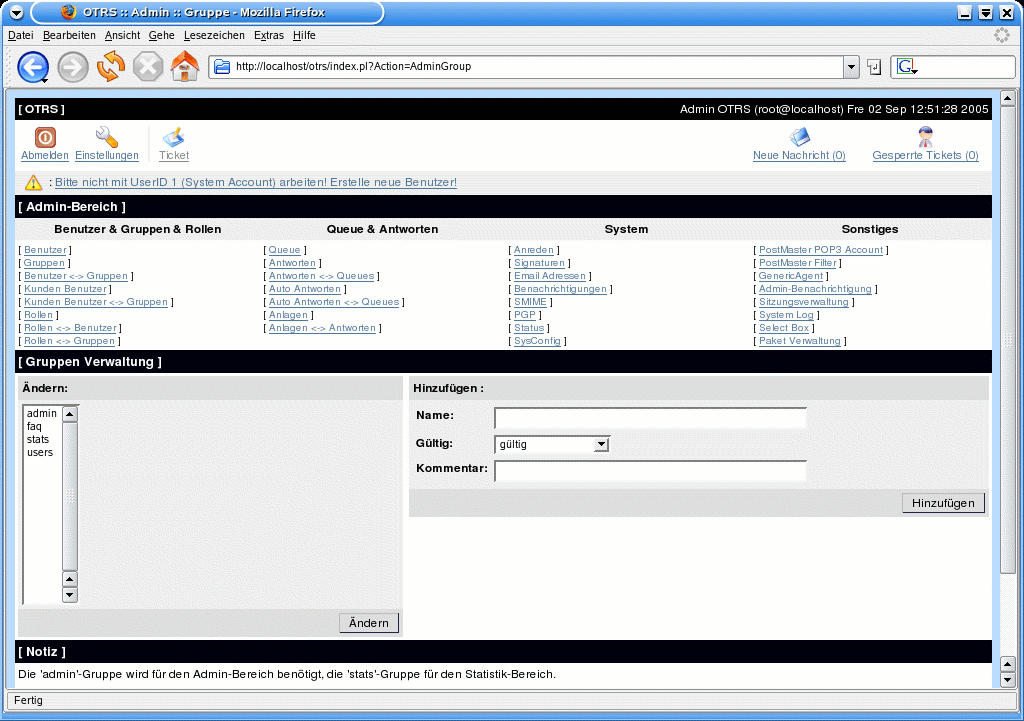 OTRS :: Admin :: Gruppe - Mozilla Firefox
Datei Bearbeiten Ansicht Gehe Lesezeichen Extras Hilfe
http://localhost/otrs/index.pl?Action=AdminGroup
G
[ OTRS ] Admin OTRS (root@localhost) Fre 02 Sep 12:51:28 2005
Abmelden Einstellungen Ticket Neue Nachricht (0) Gesperrte Tickets (0)
: Bitte nicht mit UserID 1 (System Account) arbeiten! Erstelle neue Benutzer!
[ Admin-Bereich ]
Benutzer & Gruppen & Rollen Queue & Antworten System Sonstiges
[ Benutzer ] [ Queue ] [ Anreden ] [ PostMaster POP3 Account ]
[ Gruppen ] [ Antworten ] [ Signaturen ] [ PostMaster Filter ]
[ Benutzer <-> Gruppen ] [ Antworten <-> Queues ] [ Email Adressen ] [ GenericAgent ]
[ Kunden Benutzer ] [ Auto Antworten ] [ Benachrichtigungen ] [ Admin-Benachrichtigung ]
[ Kunden Benutzer <-> Gruppen ] [ Auto Antworten <-> Queues ] [ SMIME ] [ Sitzungsverwaltung ]
[ Rollen ] [ Anlagen ] [ PGP ] [ System Log ]
[ Rollen <-> Benutzer ] [ Anlagen <-> Antworten ] [ Status ] [ Select Box ]
[ Rollen <-> Gruppen ] [ SysConfig ] [ Paket Verwaltung ]
[ Gruppen Verwaltung ]
Ändern:
admin
faq
stats
users
Ändern
Hinzufügen :
Name:
Gültig: gültig
Kommentar:
Hinzufügen
[ Notiz ]
Die 'admin'-Gruppe wird für den Admin-Bereich benötigt, die 'stats'-Gruppe für den Statistik-Bereich.
Fertig